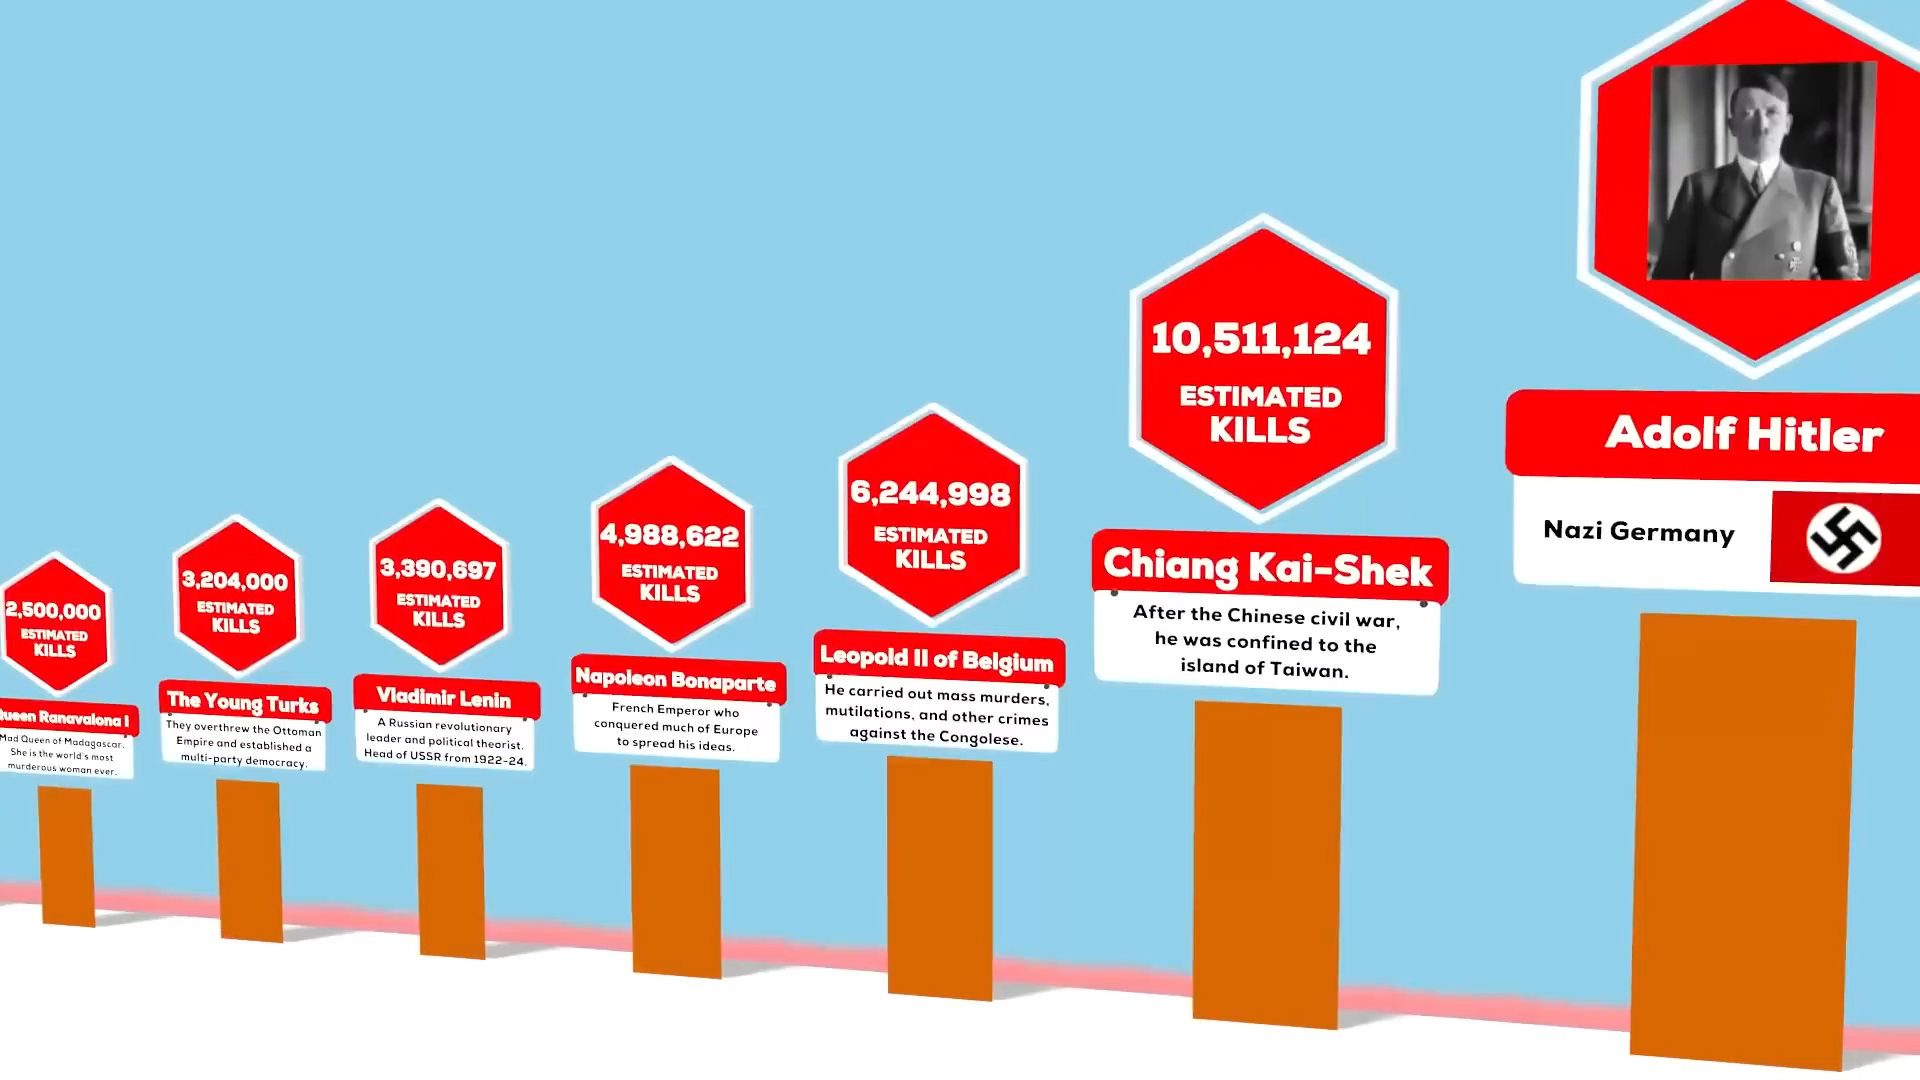 2,500,000
ESTIMATED
KILLS
Queen Ranavalona I
Mad Queen of Madagascar.
She is the world's most
murderous woman ever.
3,204,000
ESTIMATED
KILLS
The Young Turks
They overthrew the Ottoman
Empire and established a
multi-party democracy.
3,390,697
ESTIMATED
KILLS
Vladimir Lenin
A Russian revolutionary
leader and political theorist.
Head of USSR from 1922-24.
4,988,622
ESTIMATED
KILLS
Napoleon Bonaparte
French Emperor who
conquered much of Europe
to spread his ideas.
6,244,998
ESTIMATED
KILLS
Leopold II of Belgium
He carried out mass murders,
mutilations, and other crimes
against the Congolese.
10,511,124
ESTIMATED
KILLS
Chiang Kai-Shek
After the Chinese civil war,
he was confined to the
island of Taiwan.
Adolf Hitler
Nazi Germany